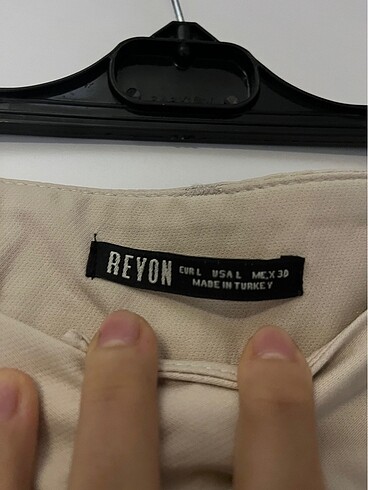 REYON
EUR L USA L MEX 30
MADE IN TURKEY